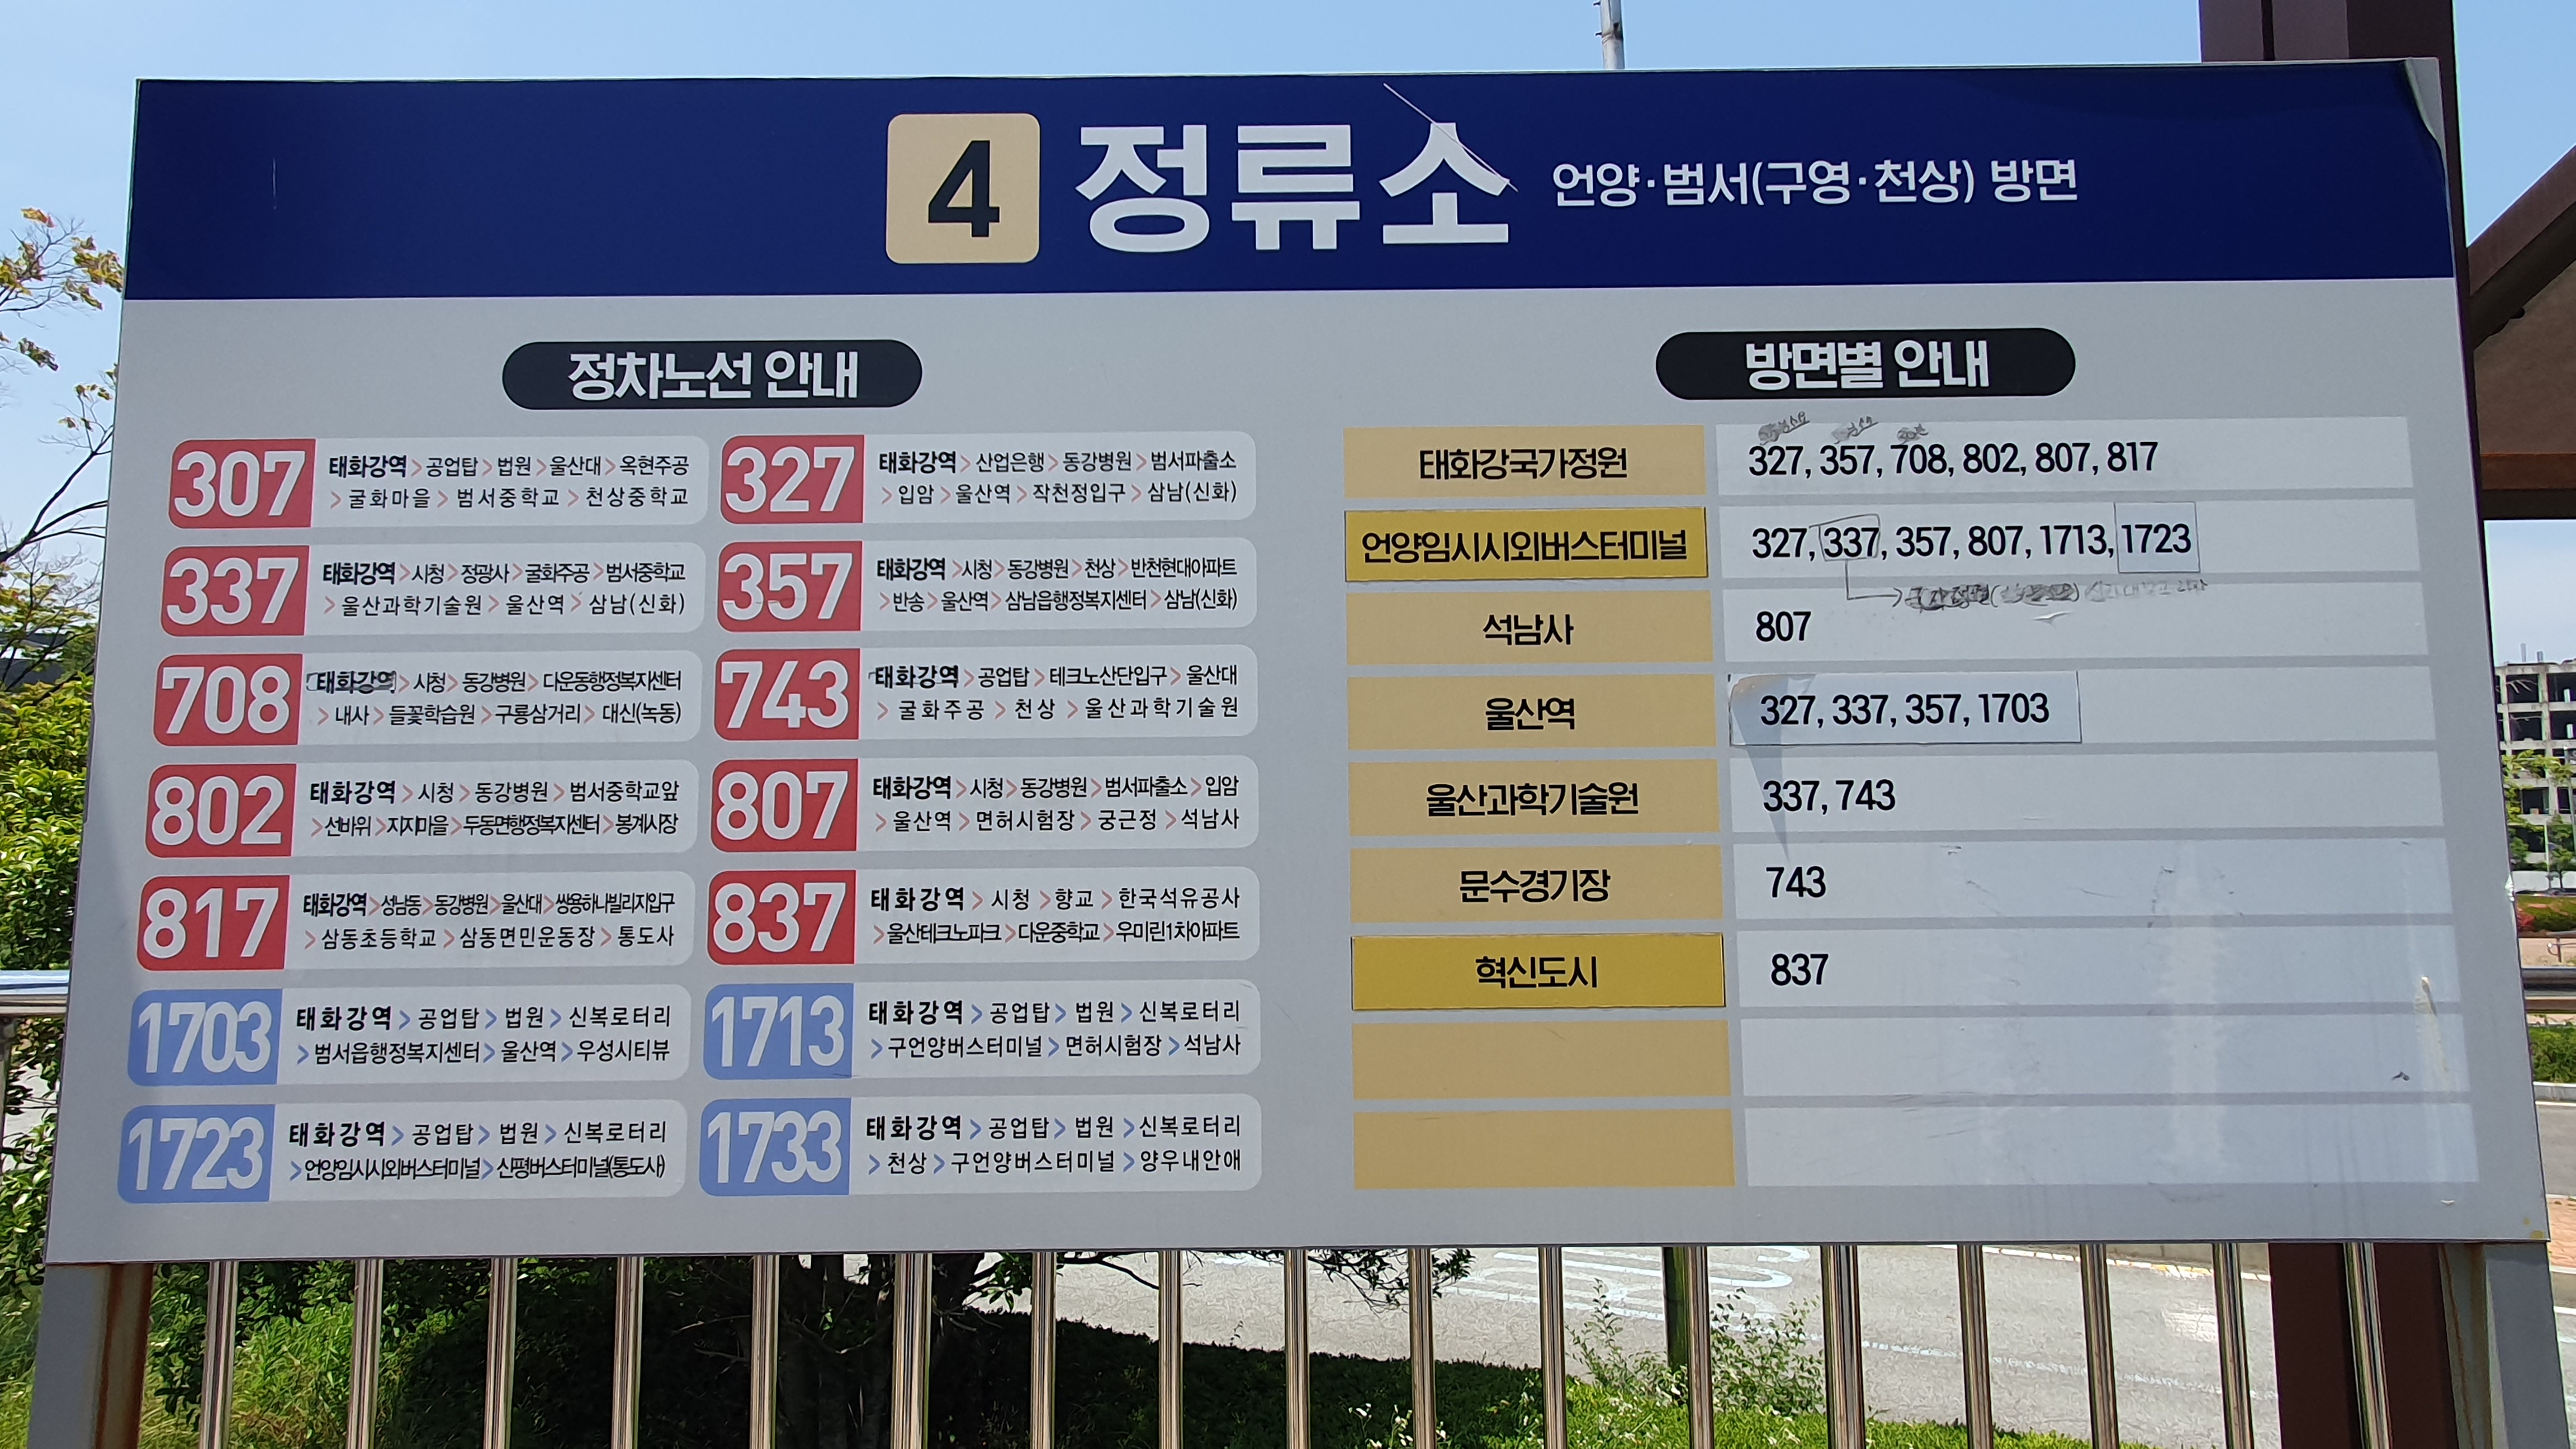 4 정류소 언양·범서(구영·천상) 방면
정차노선 안내
307 태화강역>공업탑>법원>울산대>옥현주공
>굴화마을>범서중학교>천상중학교
327 태화강역>산업은행>동강병원>범서파출소
>입암>울산역>작천정입구>삼남(신화)
337 태화강역>시청>정광사>굴화주공>범서중학교
>울산과학기술원>울산역>삼남(신화)
357 태화강역>시청>동강병원>천상>반천현대아파트
>반송>울산역>삼남읍행정복지센터>삼남(신화)
708 태화강역>시청>동강병원>다운동행정복지센터
>내사>들꽃학습원>구릉삼거리>대신(녹동)
743 태화강역>공업탑>테크노산단입구>울산대
>굴화주공>천상>울산과학기술원
802 태화강역>시청>동강병원>범서중학교앞
>선바위>지지마을>두동면행정복지센터>봉계시장
807 태화강역>시청>동강병원>범서파출소>입암
>울산역>면허시험장>궁근정>석남사
817 태화강역>성남동>동강병원>울산대>쌍용하나빌리지입구
>삼동초등학교>삼동면민운동장>통도사
837 태화강역>시청>향교>한국석유공사
>울산테크노파크>다운중학교>우미린1차아파트
1703 태화강역>공업탑>법원>신복로터리
>범서읍행정복지센터>울산역>우성시티뷰
1713 태화강역>공업탑>법원>신복로터리
>구언양버스터미널>면허시험장>석남사
1723 태화강역>공업탑>법원>신복로터리
>언양임시시외버스터미널>신평버스터미널(통도사)
1733 태화강역>공업탑>법원>신복로터리
>천상>구언양버스터미널>양우내안애
방면별 안내
태화강국가정원 327, 357, 708, 802, 807, 817
언양임시시외버스터미널 327, 337, 357, 807, 1713, 1723
석남사 807
울산역 327, 337, 357, 1703
울산과학기술원 337, 743
문수경기장 743
혁신도시 837